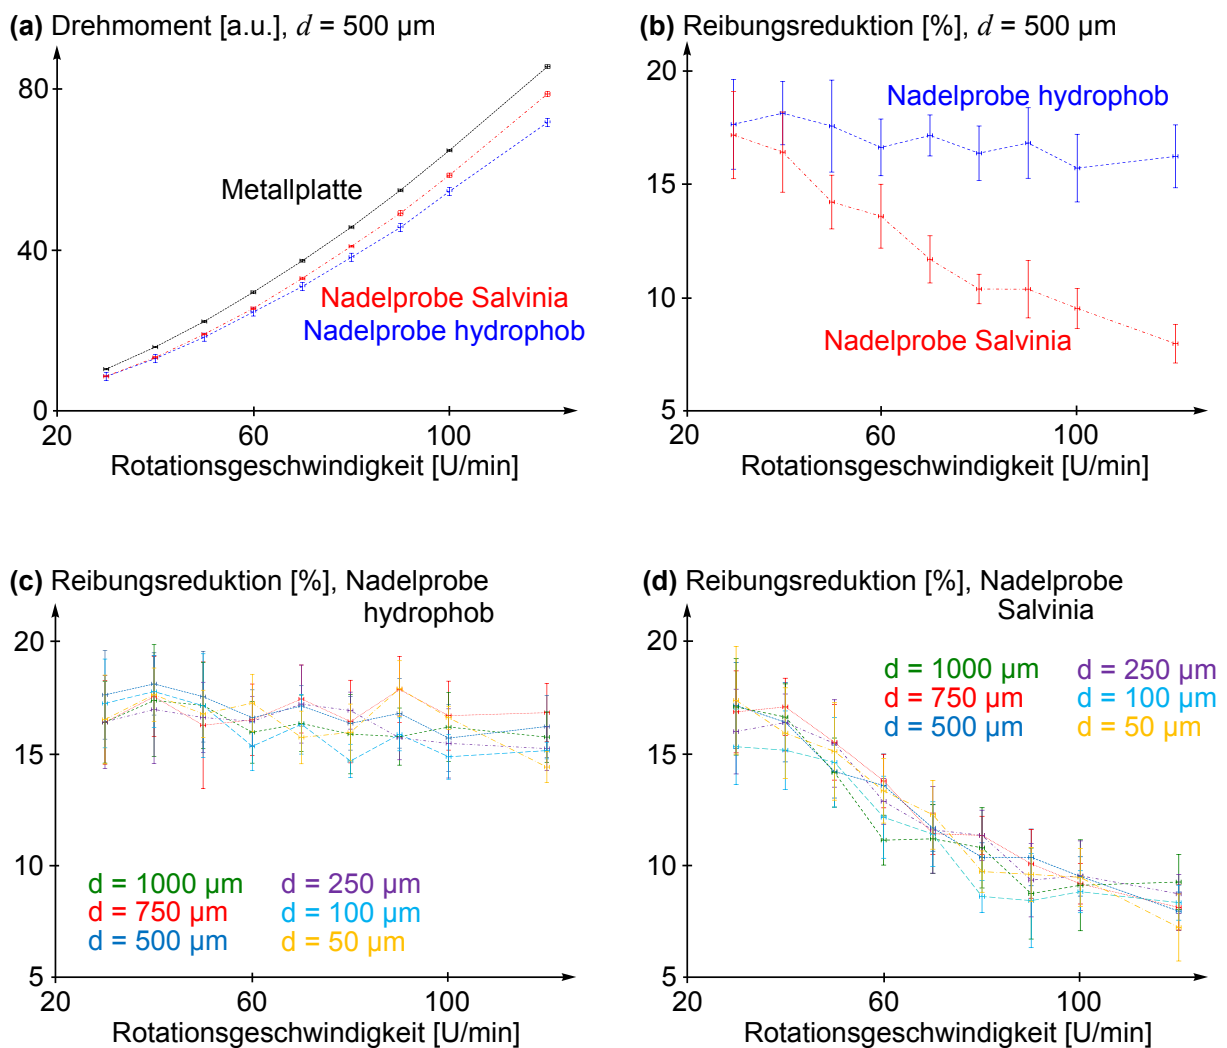 (a) Drehmoment [a.u.], d = 500 µm
80
40
0
20
60
100
Metallplatte
Nadelprobe Salvinia
Nadelprobe hydrophob
Rotationsgeschwindigkeit [U/min]
(b) Reibungsreduktion [%], d = 500 µm
20
15
10
5
20
60
100
Nadelprobe hydrophob
Nadelprobe Salvinia
Rotationsgeschwindigkeit [U/min]
(c) Reibungsreduktion [%], Nadelprobe
hydrophob
20
15
10
5
d = 1000 µm
d = 750 µm
d = 500 µm
d = 250 µm
d = 100 µm
d = 50 µm
20
60
100
Rotationsgeschwindigkeit [U/min]
(d) Reibungsreduktion [%], Nadelprobe
Salvinia
20
15
10
5
d = 1000 µm
d = 750 µm
d = 500 µm
d = 250 µm
d = 100 µm
d = 50 µm
20
60
100
Rotationsgeschwindigkeit [U/min]